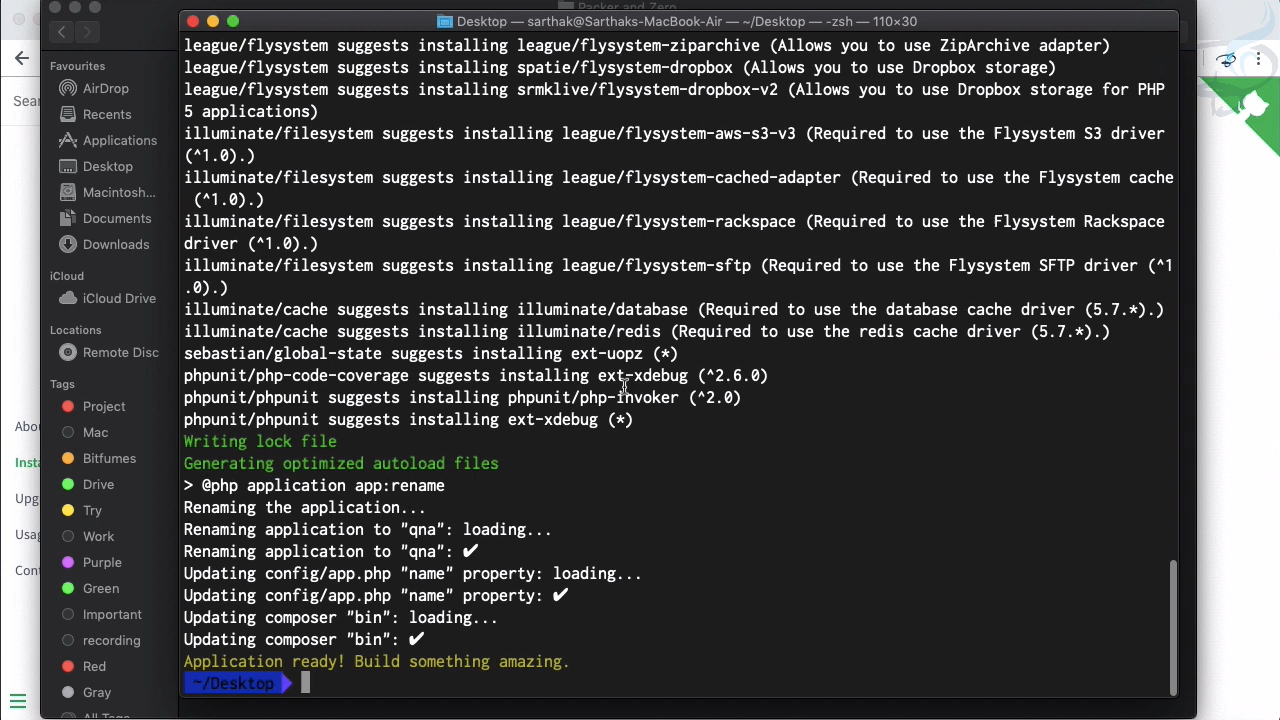 Packer and Zero
Desktop — sarthak@Sarthaks-MacBook-Air — ~/Desktop — -zsh — 110×30
Favourites
AirDrop
Recents
Applications
Desktop
Macintosh...
Documents
Downloads
iCloud
iCloud Drive
Locations
Remote Disc
Tags
Project
Mac
Bitfumes
Drive
Try
Work
Purple
Green
Important
recording
Red
Gray
All Tags
league/flysystem suggests installing league/flysystem-ziparchive (Allows you to use ZipArchive adapter)
league/flysystem suggests installing spatie/flysystem-dropbox (Allows you to use Dropbox storage)
league/flysystem suggests installing srmklive/flysystem-dropbox-v2 (Allows you to use Dropbox storage for PHP
5 applications)
illuminate/filesystem suggests installing league/flysystem-aws-s3-v3 (Required to use the Flysystem S3 driver
(^1.0).)
illuminate/filesystem suggests installing league/flysystem-cached-adapter (Required to use the Flysystem cache
(^1.0).)
illuminate/filesystem suggests installing league/flysystem-rackspace (Required to use the Flysystem Rackspace
driver (^1.0).)
illuminate/filesystem suggests installing league/flysystem-sftp (Required to use the Flysystem SFTP driver (^1
.0).)
illuminate/cache suggests installing illuminate/database (Required to use the database cache driver (5.7.*).)
illuminate/cache suggests installing illuminate/redis (Required to use the redis cache driver (5.7.*).)
sebastian/global-state suggests installing ext-uopz (*)
phpunit/php-code-coverage suggests installing ext-xdebug (^2.6.0)
phpunit/phpunit suggests installing phpunit/php-invoker (^2.0)
phpunit/phpunit suggests installing ext-xdebug (*)
Writing lock file
Generating optimized autoload files
> @php application app:rename
Renaming the application...
Renaming application to "qna": loading...
Renaming application to "qna": ✔
Updating config/app.php "name" property: loading...
Updating config/app.php "name" property: ✔
Updating composer "bin": loading...
Updating composer "bin": ✔
Application ready! Build something amazing.
~/Desktop
Sear
Abou
Insta
Upg
Usag
Cont